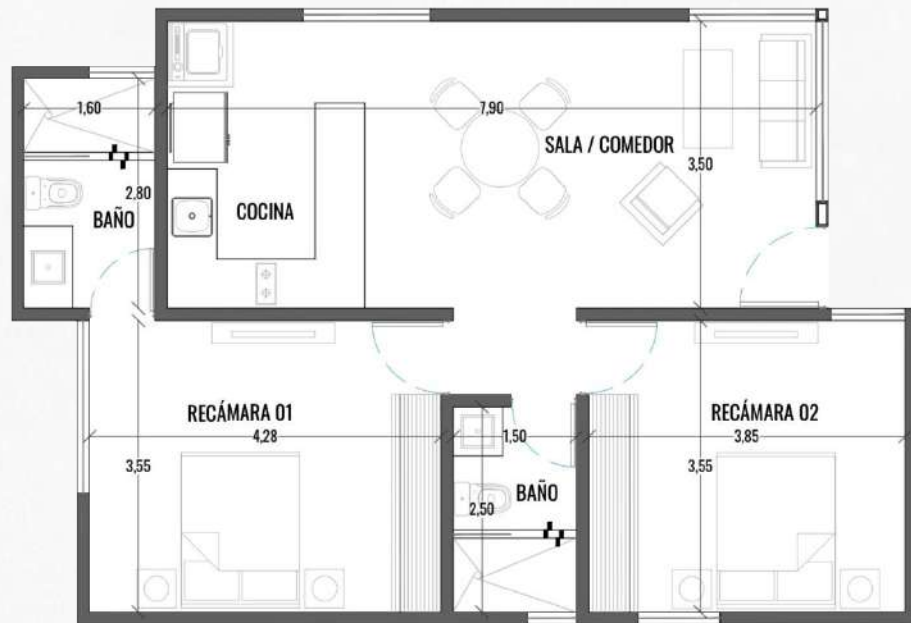 1,60
7,90
SALA / COMEDOR
3,50
2,80
BAÑO
COCINA
RECÁMARA 01
4,28
3,55
1,50
BAÑO
2,50
RECÁMARA 02
3,85
3,55